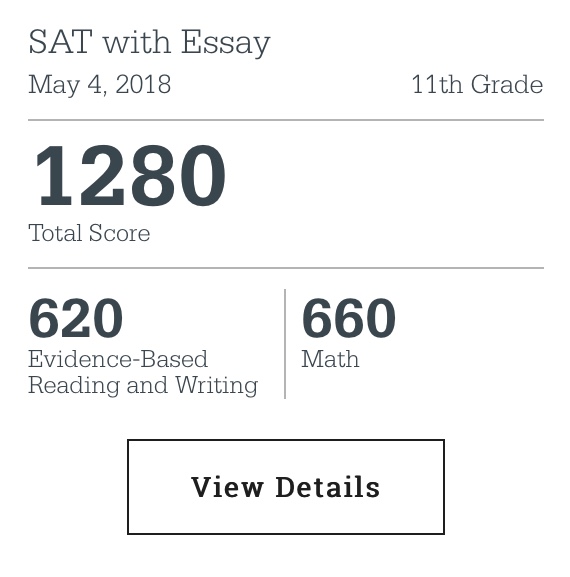 SAT with Essay
May 4, 2018 11th Grade
1280
Total Score
620
Evidence-Based
Reading and Writing
660
Math
View Details